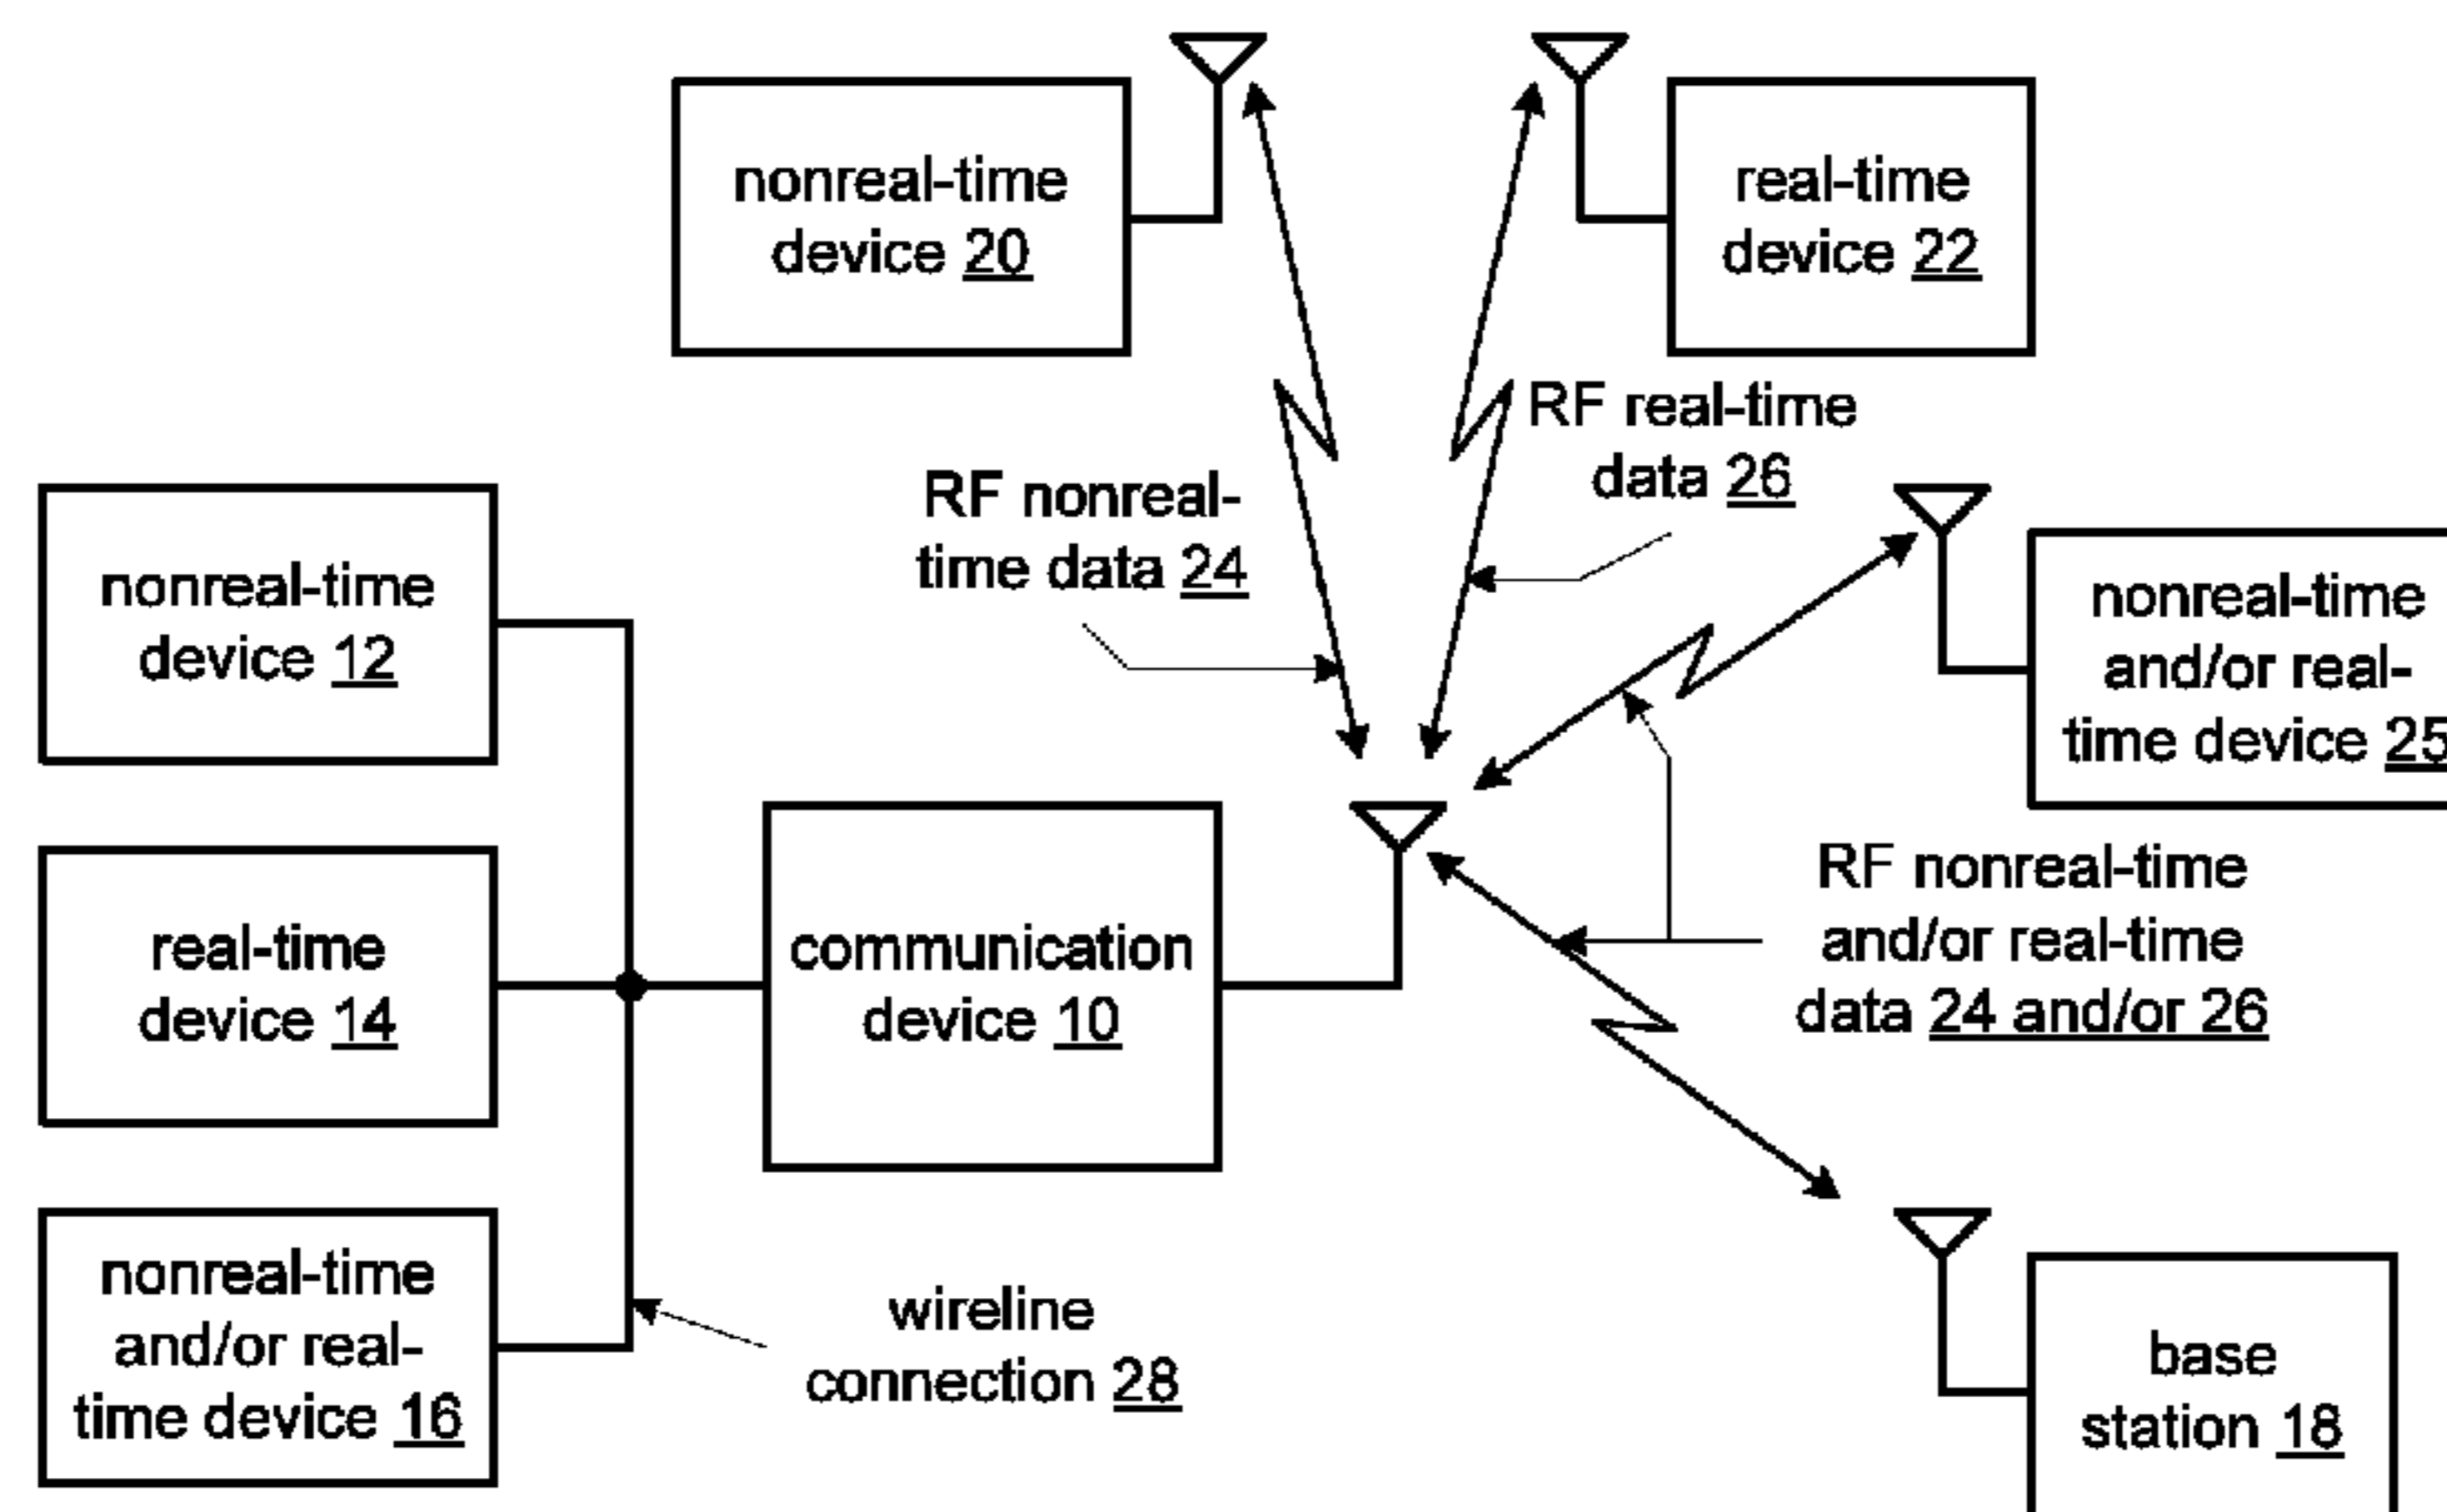 nonreal-time
device 20
real-time
device 22
RF real-time
data 26
RF nonreal-
time data 24
nonreal-time
device 12
nonreal-time
and/or real-
time device 25
real-time
device 14
communication
device 10
RF nonreal-time
and/or real-time
data 24 and/or 26
nonreal-time
and/or real-
time device 16
wireline
connection 28
base
station 18